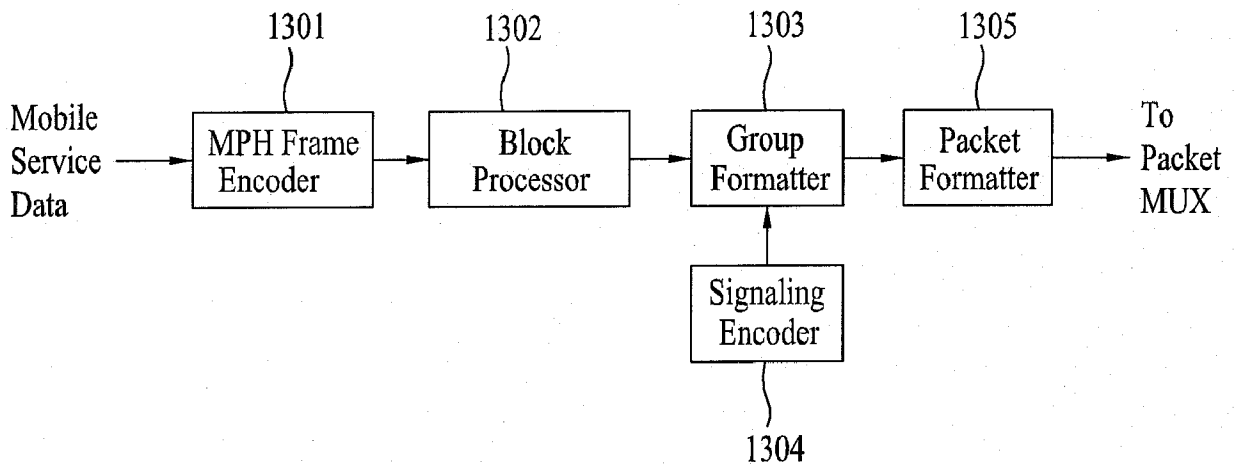 1301
1302
1303
1305
Mobile
Service
Data
MPH Frame
Encoder
Block
Processor
Group
Formatter
Packet
Formatter
To
Packet
MUX
Signaling
Encoder
1304